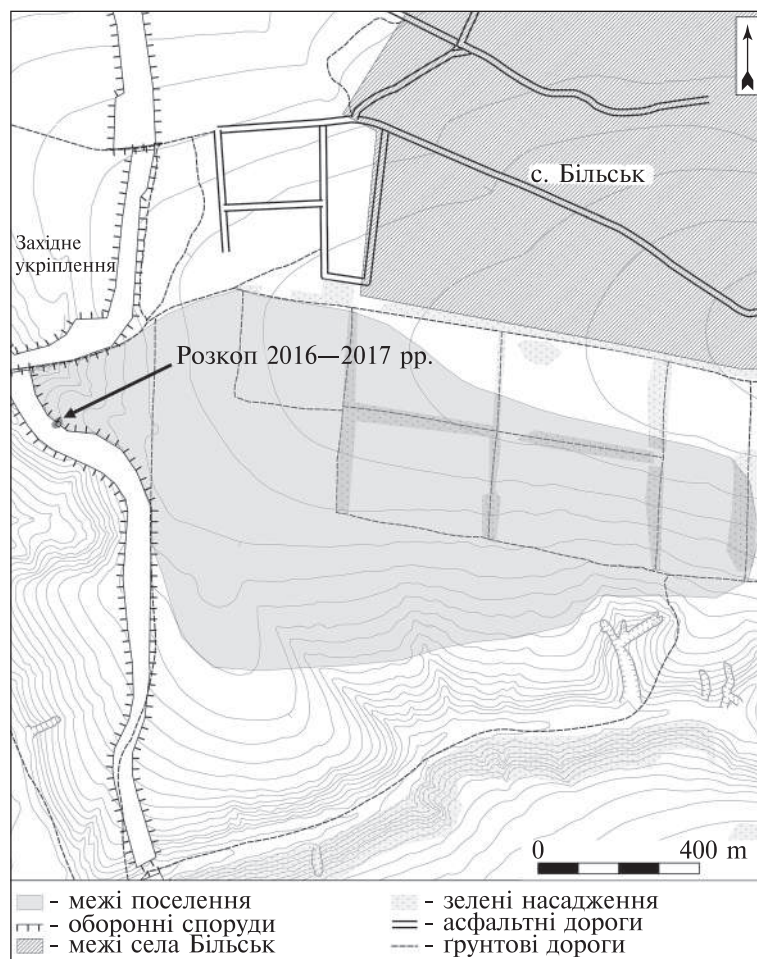 с. Більськ
Західне
укріплення
Розкоп 2016—2017 рр.
0 400 m
- межі поселення
- оборонні споруди
- межі села Більськ
- зелені насадження
- асфальтні дороги
- ґрунтові дороги